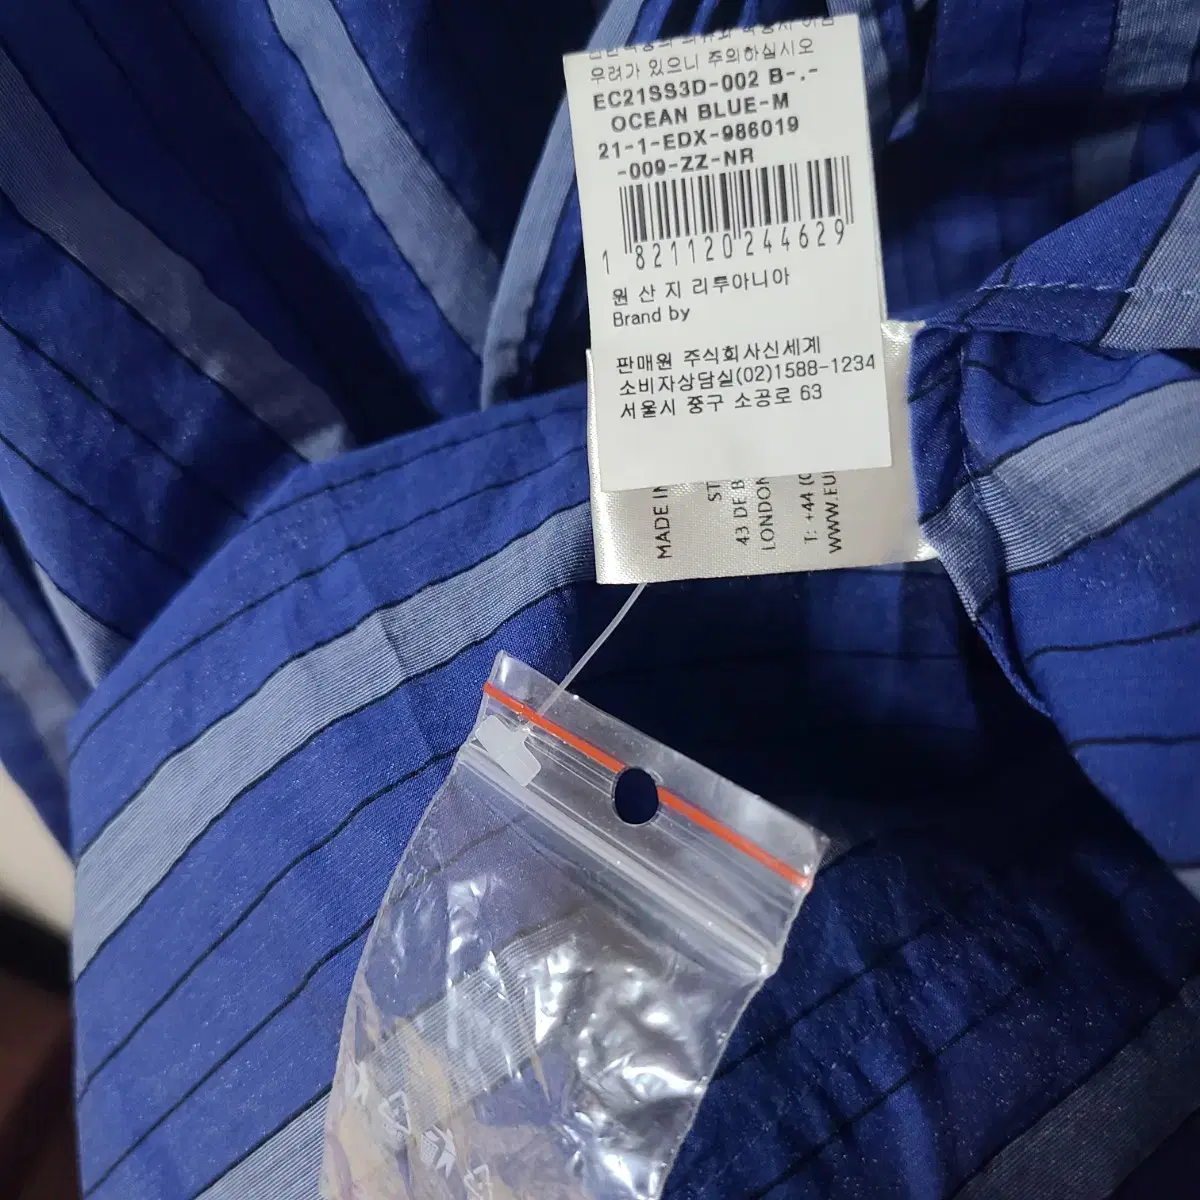 우려가 있으니 주의하십시오
EC21SS3D-002 B-.-
OCEAN BLUE-M
21-1-EDX-986019
-009-ZZ-NR
1 821120 244629
원 산 지 리투아니아
Brand by
판매원 주식회사신세계
소비자상담실(02)1588-1234
서울시 중구 소공로 63
MADE IN
43 DE B
LONDON
T: +44 (
WWW.EU